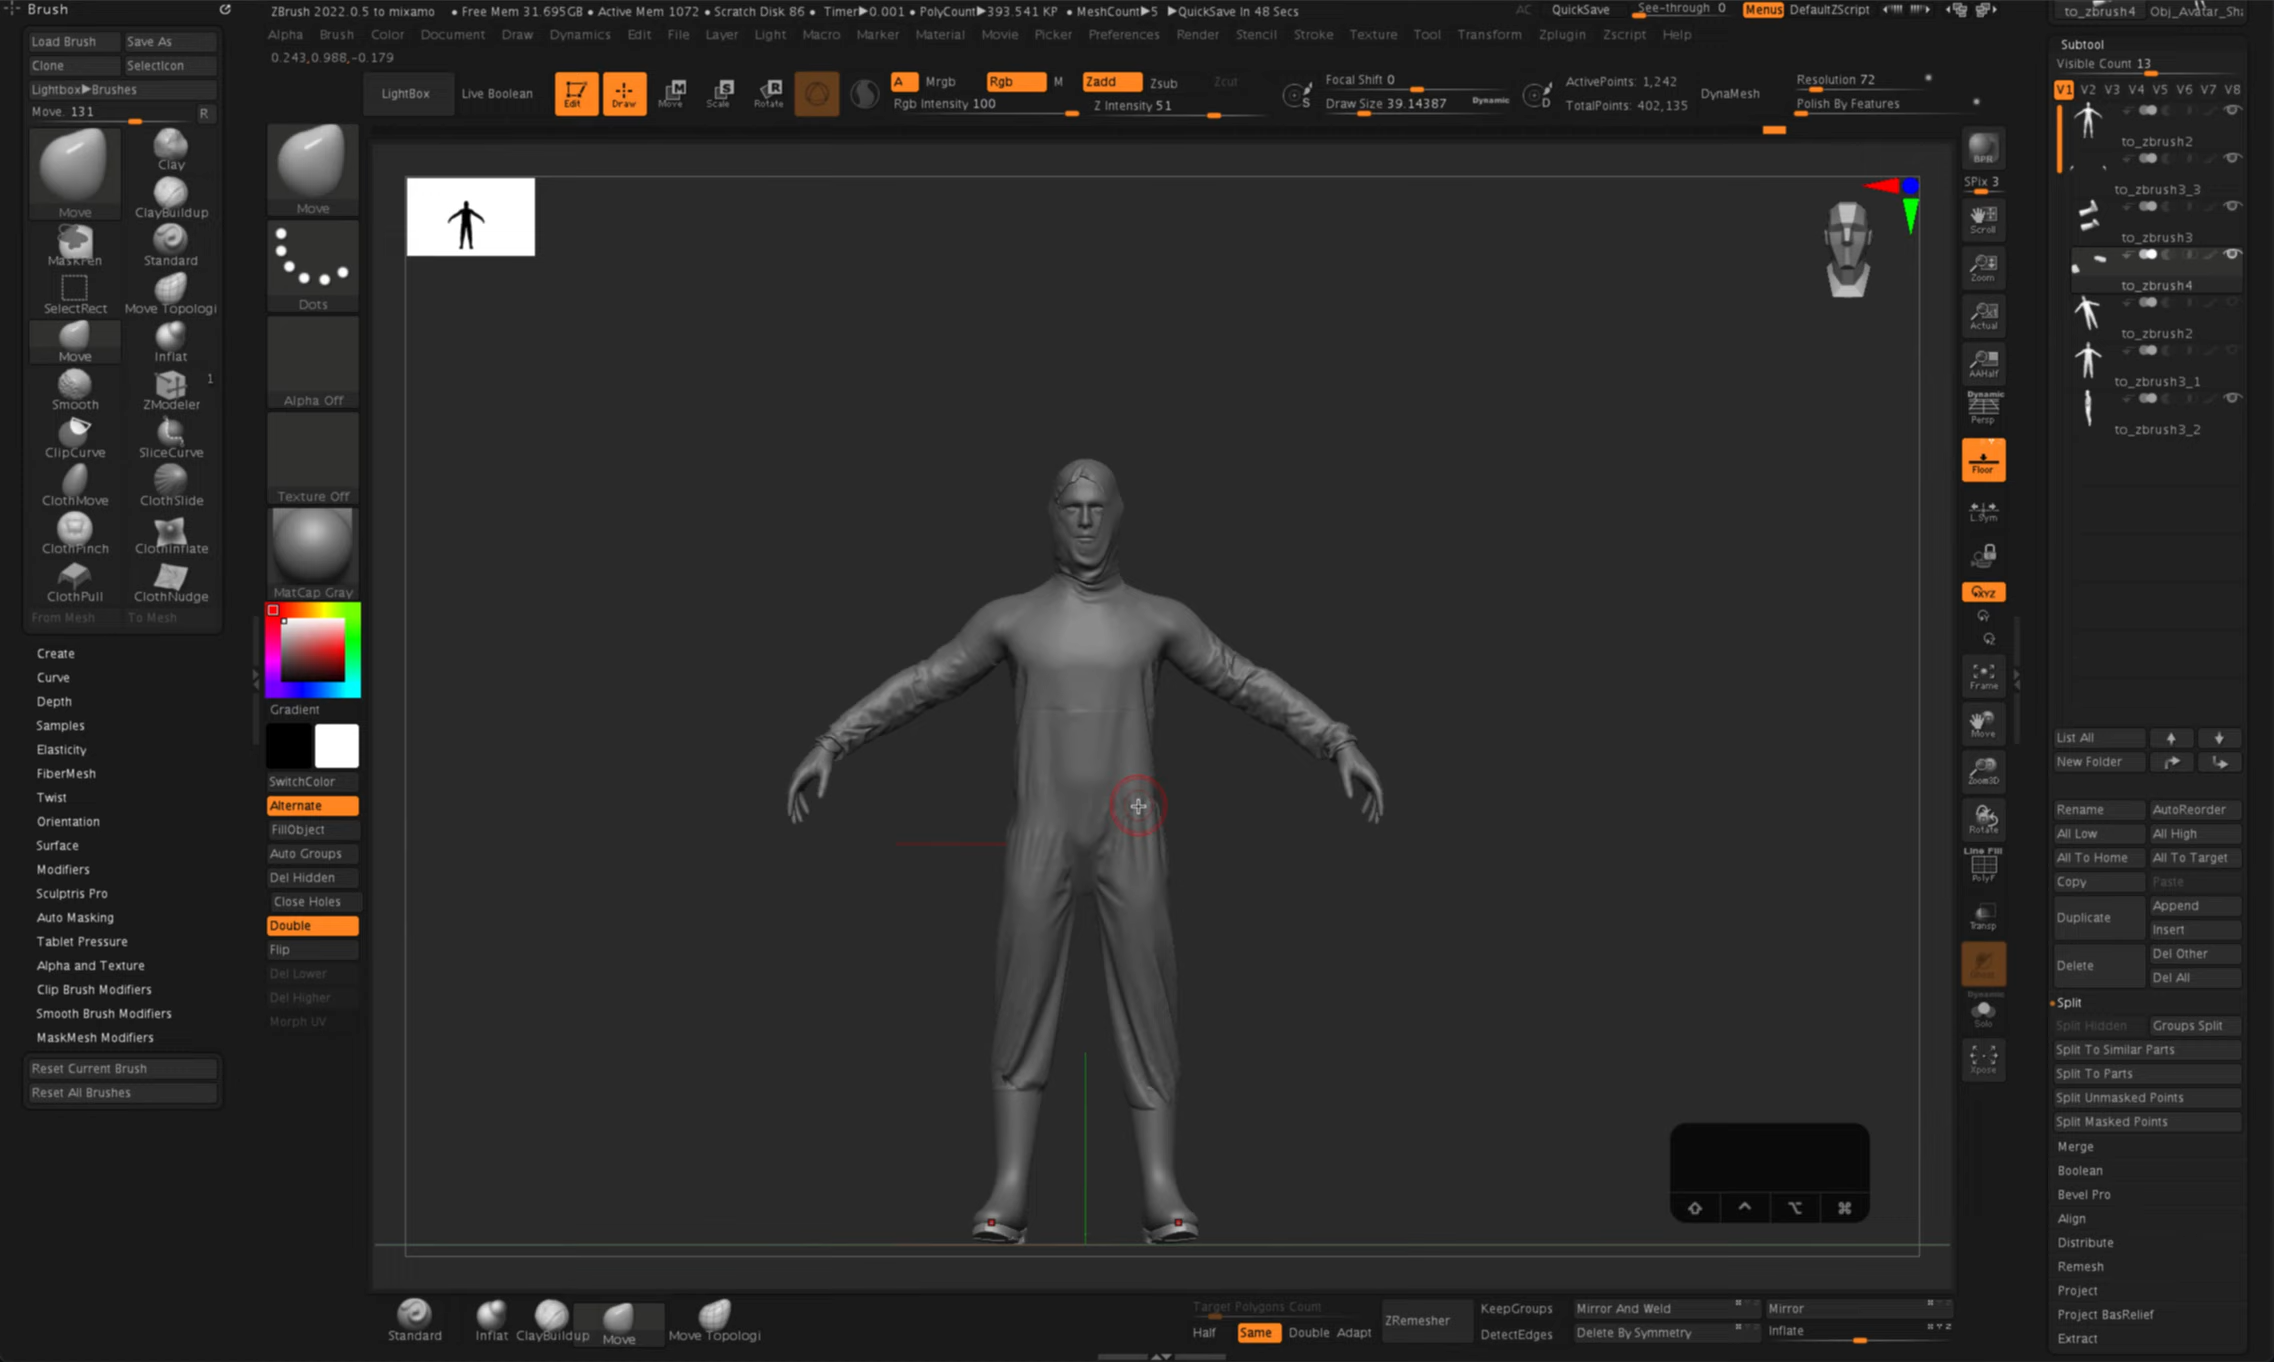 Brush
ZBrush 2022.0.5 to mixamo • Free Mem 31.695GB • Active Mem 1072 • Scratch Disk 86 • Timer▶0.001 • PolyCount▶393.541 KP • MeshCount▶5 ▶QuickSave In 48 Secs
AC QuickSave See-through 0 Menus DefaultZScript
to_zbrush4 Obj_Avatar_Sh
Alpha Brush Color Document Draw Dynamics Edit File Layer Light Macro Marker Material Movie Picker Preferences Render Stencil Stroke Texture Tool Transform Zplugin Zscript Help
0.243,0.988,-0.179
Load Brush Save As
Clone SelectIcon
Lightbox▶Brushes
Move. 131 R
Move
Clay
ClayBuildup
MaskPen Standard
SelectRect Move Topologi
Move Inflat
Smooth ZModeler 1
ClipCurve SliceCurve
ClothMove ClothSlide
ClothPinch ClothInflate
ClothPull ClothNudge
From Mesh To Mesh
Create
Curve
Depth
Samples
Elasticity
FiberMesh
Twist
Orientation
Surface
Modifiers
Sculptris Pro
Auto Masking
Tablet Pressure
Alpha and Texture
Clip Brush Modifiers
Smooth Brush Modifiers
MaskMesh Modifiers
Reset Current Brush
Reset All Brushes
Move
Dots
Alpha Off
Texture Off
MatCap Gray
Gradient
SwitchColor
Alternate
FillObject
Auto Groups
Del Hidden
Close Holes
Double
Flip
Del Lower
Del Higher
Morph UV
LightBox Live Boolean Edit Draw Move Scale Rotate
A Mrgb Rgb M Zadd Zsub Zcut
Rgb Intensity 100 Z Intensity 51
S Focal Shift 0
Draw Size 39.14387 Dynamic
D ActivePoints: 1,242
TotalPoints: 402,135
DynaMesh
Resolution 72
Polish By Features
BPR
SPix 3
Scroll
Zoom
Actual
AAHalf
Dynamic
Persp
Floor
L.Sym
XYZ
Frame
Move
Zoom3D
Rotate
Line Fill
PolyF
Transp
Dynamic
Solo
Xpose
Subtool
Visible Count 13
V1 V2 V3 V4 V5 V6 V7 V8
to_zbrush2
to_zbrush3_3
to_zbrush3
to_zbrush4
to_zbrush2
to_zbrush3_1
to_zbrush3_2
List All
New Folder
Rename AutoReorder
All Low All High
All To Home All To Target
Copy Paste
Duplicate Append
Insert
Delete Del Other
Del All
Split
Split Hidden Groups Split
Split To Similar Parts
Split To Parts
Split Unmasked Points
Split Masked Points
Merge
Boolean
Bevel Pro
Align
Distribute
Remesh
Project
Project BasRelief
Extract
Standard Inflat ClayBuildup Move Move Topologi
Target Polygons Count
Half Same Double Adapt
ZRemesher
KeepGroups
DetectEdges
Mirror And Weld
Delete By Symmetry
Mirror
Inflate